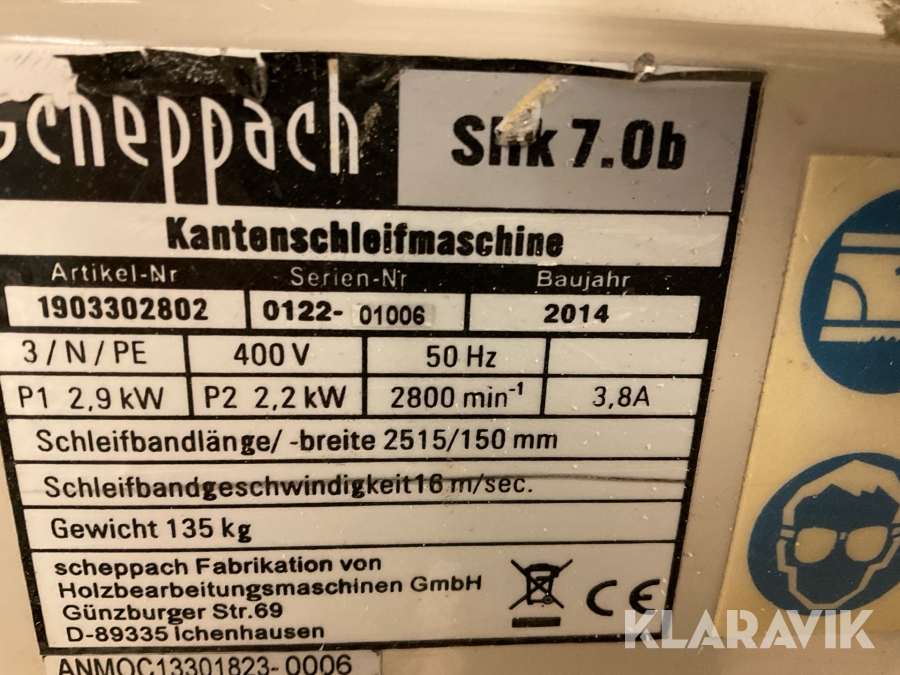 scheppach
Slik 7.0b
Kantenschleifmaschine
Artikel-Nr Serien-Nr Baujahr
1903302802 0122- 01006 2014
3/N/PE 400 V 50 Hz
P1 2,9 kW P2 2,2 kW 2800 min⁻¹ 3,8A
Schleifbandlänge/ -breite 2515/150 mm
Schleifbandgeschwindigkeit16 m/sec.
Gewicht 135 kg
scheppach Fabrikation von
Holzbearbeitungsmaschinen GmbH
Günzburger Str.69
D-89335 Ichenhausen
CE
KLARAVIK
ANMOC13301823-0006